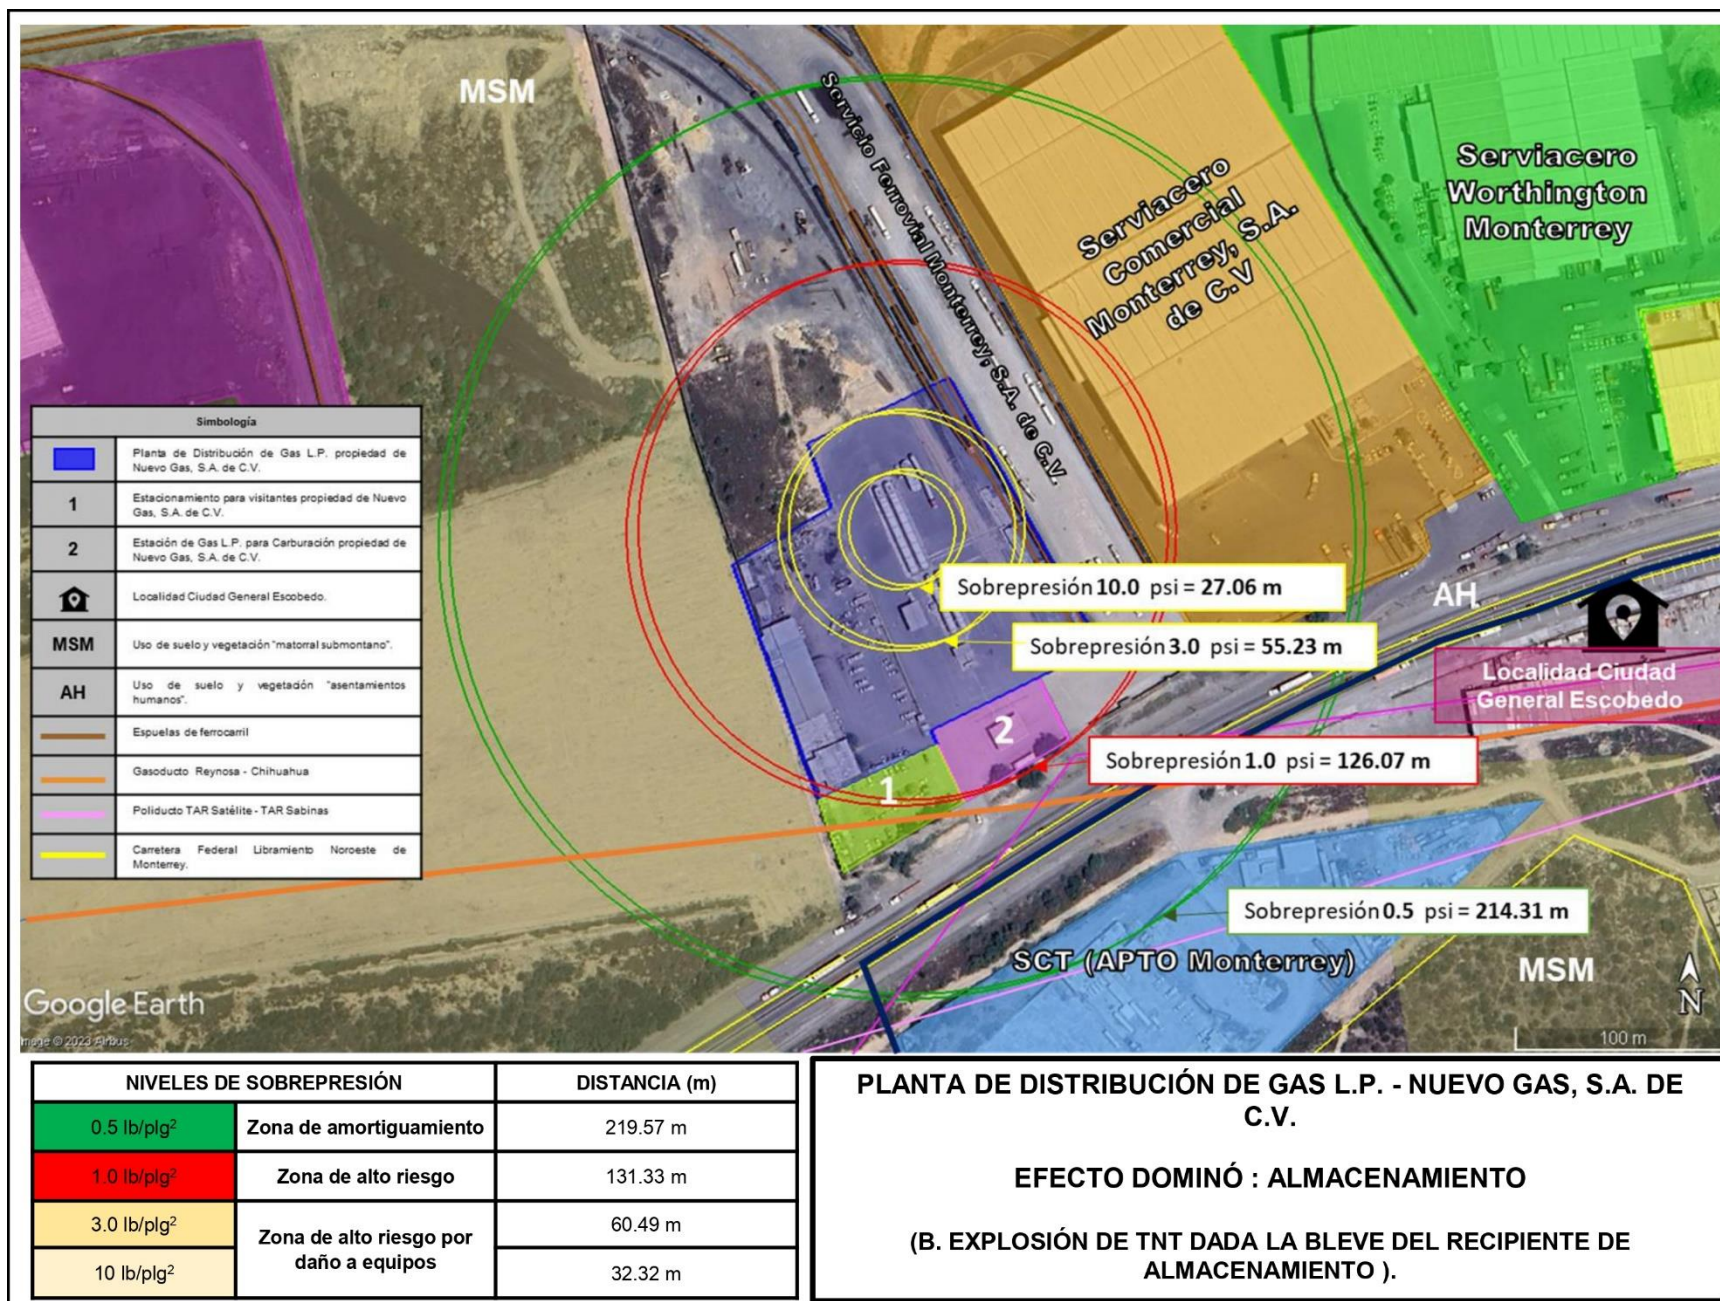 MSM
Servicio Ferrovial Monterrey, S.A. de C.V.
Serviacero
Comercial
Monterrey, S.A.
de C.V
Serviacero
Worthington
Monterrey
Simbología
Planta de Distribución de Gas L.P. propiedad de
Nuevo Gas, S.A. de C.V.
1
Estacionamiento para visitantes propiedad de Nuevo
Gas, S.A. de C.V.
2
Estación de Gas L.P. para Carburación propiedad de
Nuevo Gas, S.A. de C.V.
Localidad Ciudad General Escobedo.
MSM
Uso de suelo y vegetación "matorral submontano".
AH
Uso de suelo y vegetación "asentamientos
humanos".
Espuelas de ferrocarril
Gasoducto Reynosa - Chihuahua
Poliducto TAR Satélite - TAR Sabinas
Carretera Federal Libramiento Noroeste de
Monterrey.
Sobrepresión 10.0 psi = 27.06 m
AH
Sobrepresión 3.0 psi = 55.23 m
Localidad Ciudad
General Escobedo
2
Sobrepresión 1.0 psi = 126.07 m
1
Sobrepresión 0.5 psi = 214.31 m
SCT (APTO Monterrey)
MSM
N
Google Earth
Image © 2023 Airbus
100 m
NIVELES DE SOBREPRESIÓN DISTANCIA (m)
0.5 lb/plg² Zona de amortiguamiento 219.57 m
1.0 lb/plg² Zona de alto riesgo 131.33 m
3.0 lb/plg² 60.49 m
Zona de alto riesgo por
daño a equipos
10 lb/plg² 32.32 m
PLANTA DE DISTRIBUCIÓN DE GAS L.P. - NUEVO GAS, S.A. DE
C.V.
EFECTO DOMINÓ : ALMACENAMIENTO
(B. EXPLOSIÓN DE TNT DADA LA BLEVE DEL RECIPIENTE DE
ALMACENAMIENTO ).